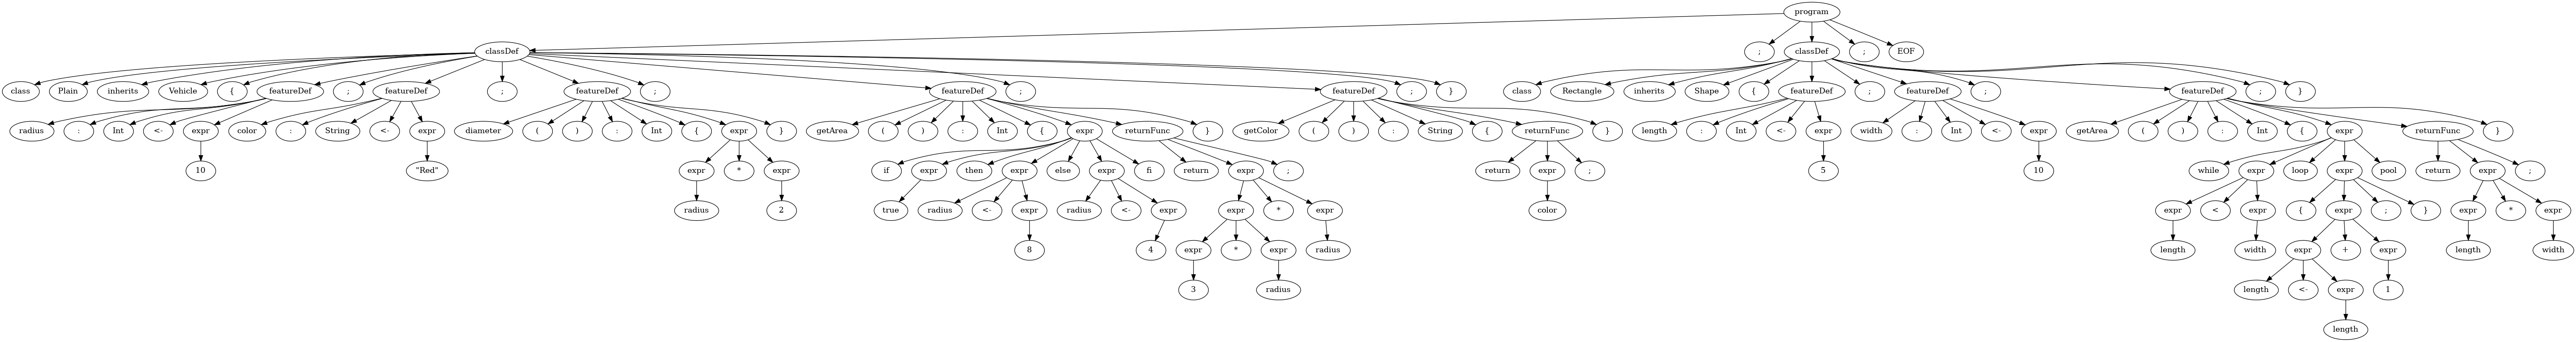 program
classDef ; classDef ; EOF
class Plain inherits Vehicle { featureDef ; featureDef ; featureDef ; featureDef ; featureDef ; } class Rectangle inherits Shape { featureDef ; featureDef ; featureDef ; }
radius : Int <- expr color : String <- expr diameter ( ) : Int { expr } getArea ( ) : Int { expr returnFunc } getColor ( ) : String { returnFunc } length : Int <- expr width : Int <- expr getArea ( ) : Int { expr returnFunc }
10 "Red" expr * expr if expr then expr else expr fi return expr ; return expr ; 5 10 while expr loop expr pool return expr ;
radius 2 true radius <- expr radius <- expr expr * expr color expr < expr { expr ; } expr * expr
8 4 expr * expr radius length width expr + expr length width
3 radius length <- expr 1
length